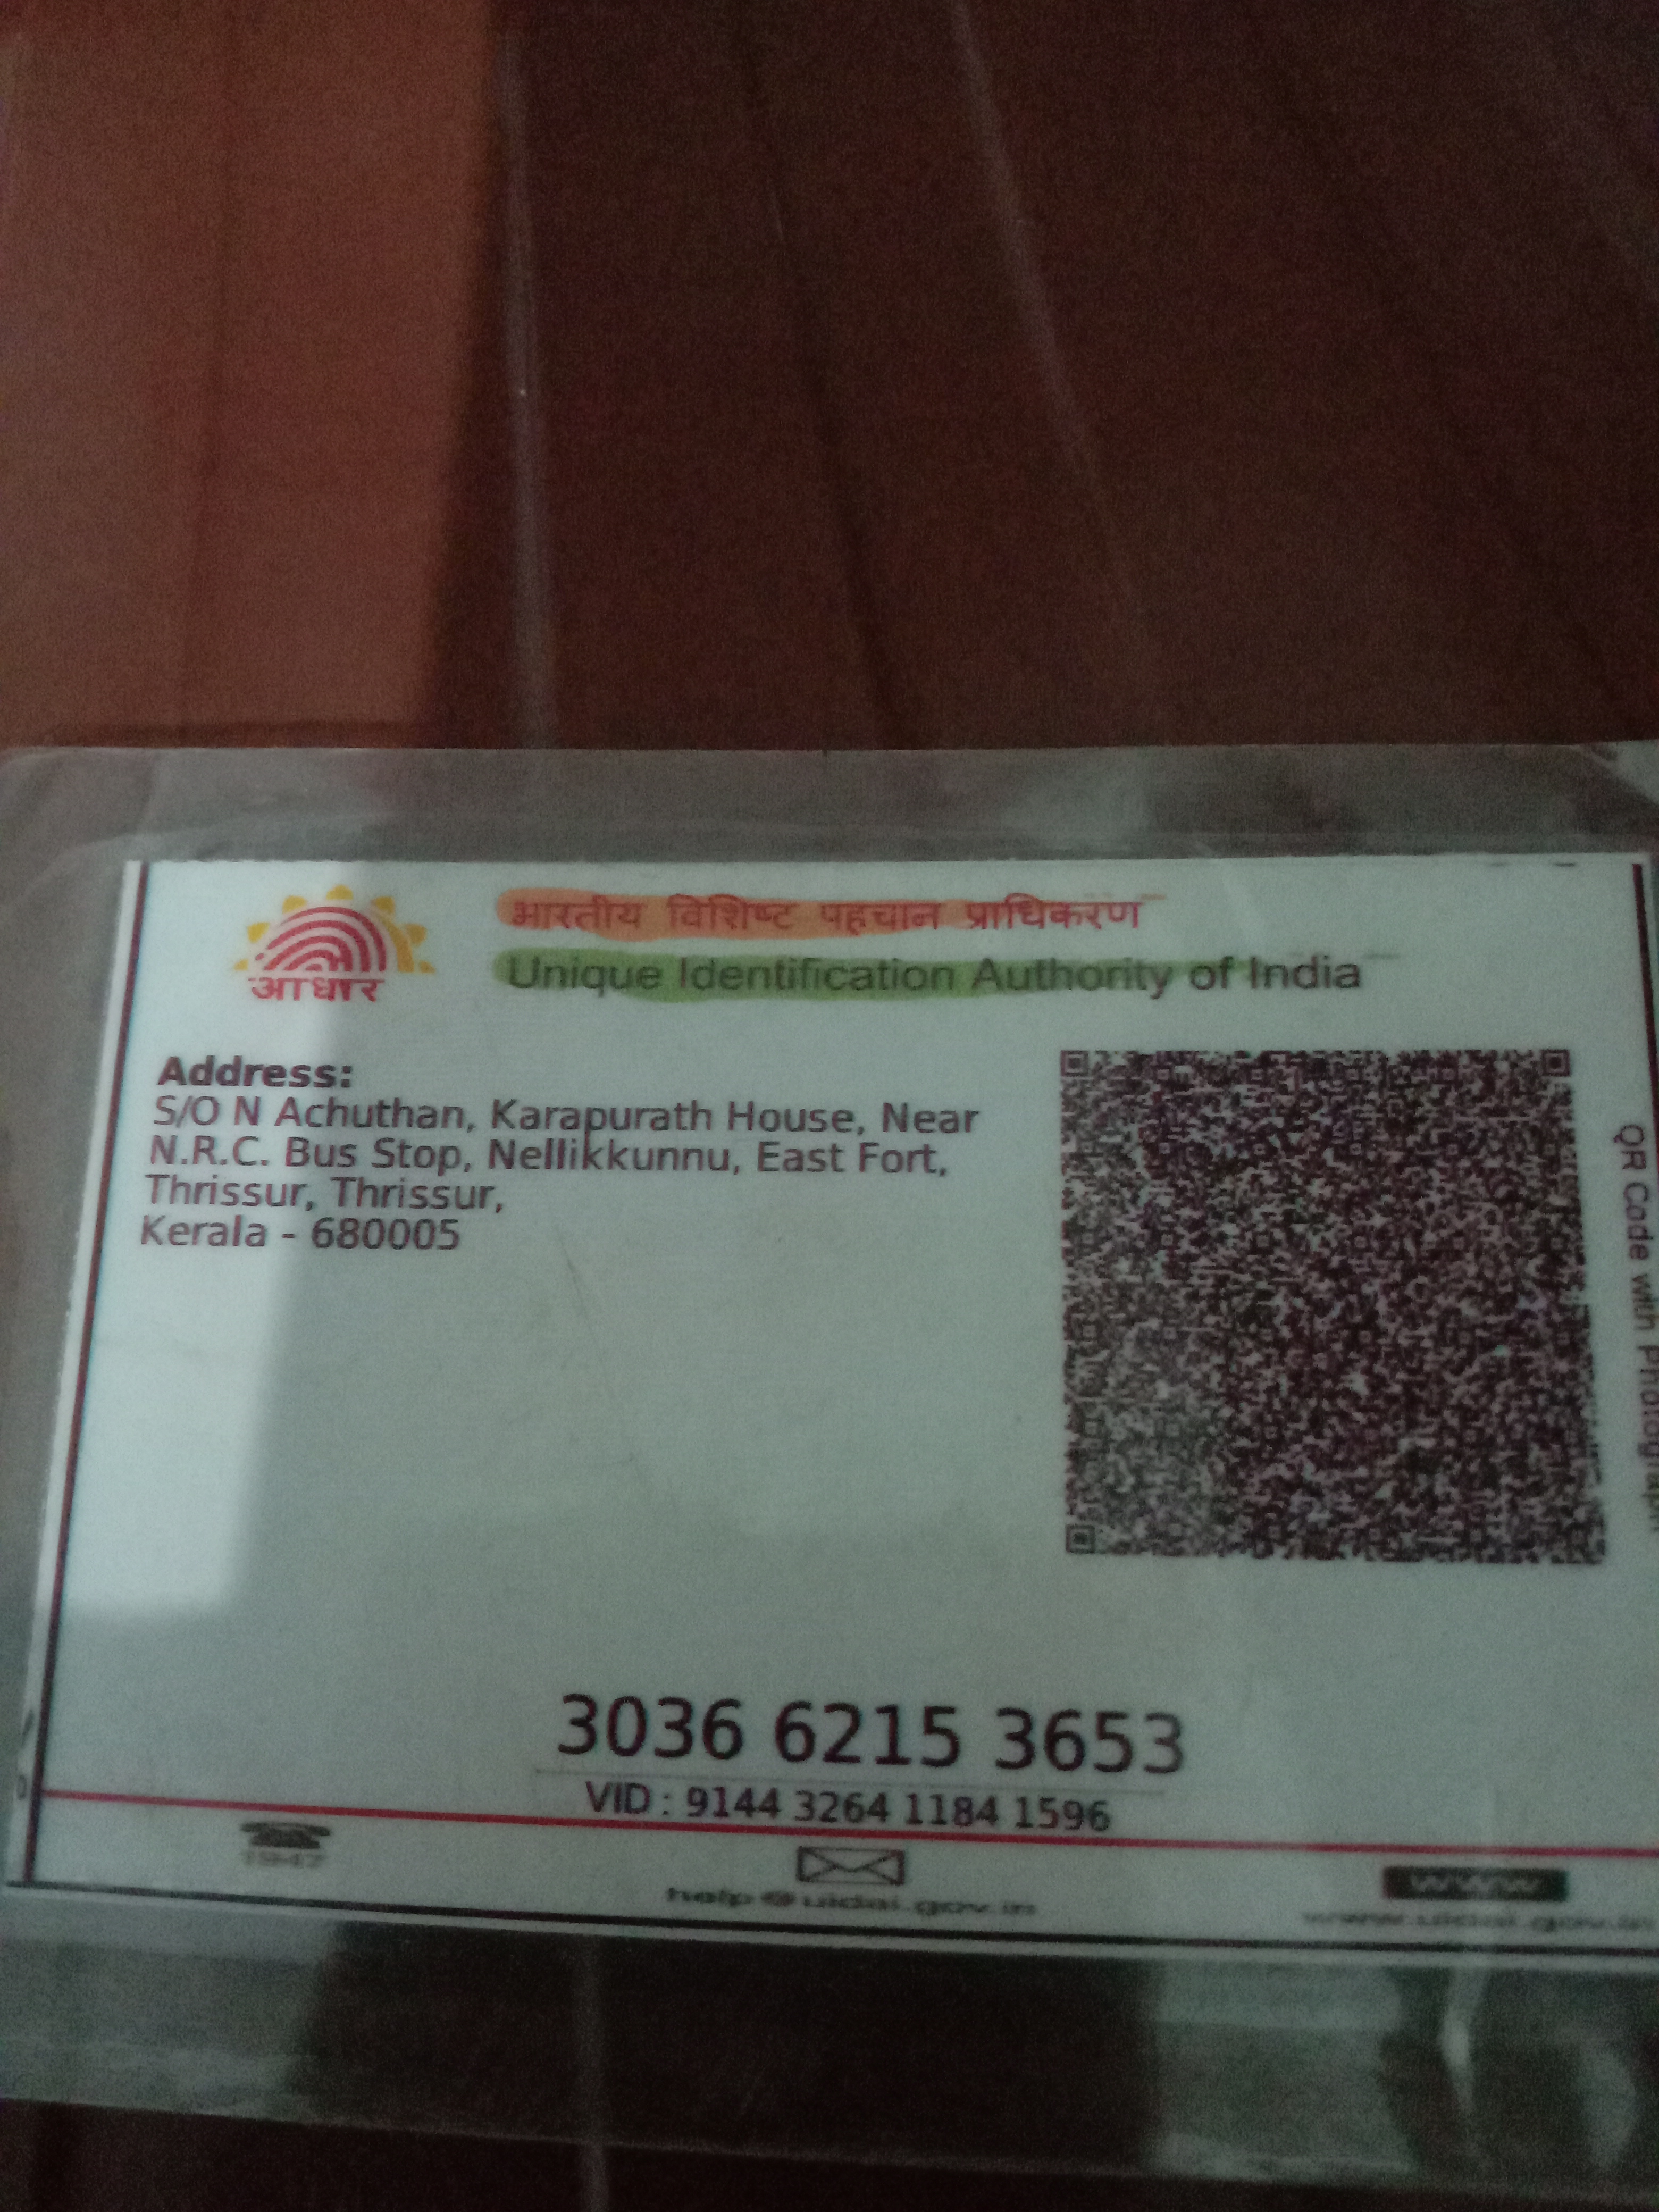 भारतीय विशिष्ट पहचान प्राधिकरण
Unique Identification Authority of India
आधार
Address:
S/O N Achuthan, Karapurath House, Near
N.R.C. Bus Stop, Nellikkunnu, East Fort,
Thrissur, Thrissur,
Kerala - 680005
QR Code with Photograph
3036 6215 3653
VID : 9144 3264 1184 1596
1947
help@uidai.gov.in
www
www.uidai.gov.in